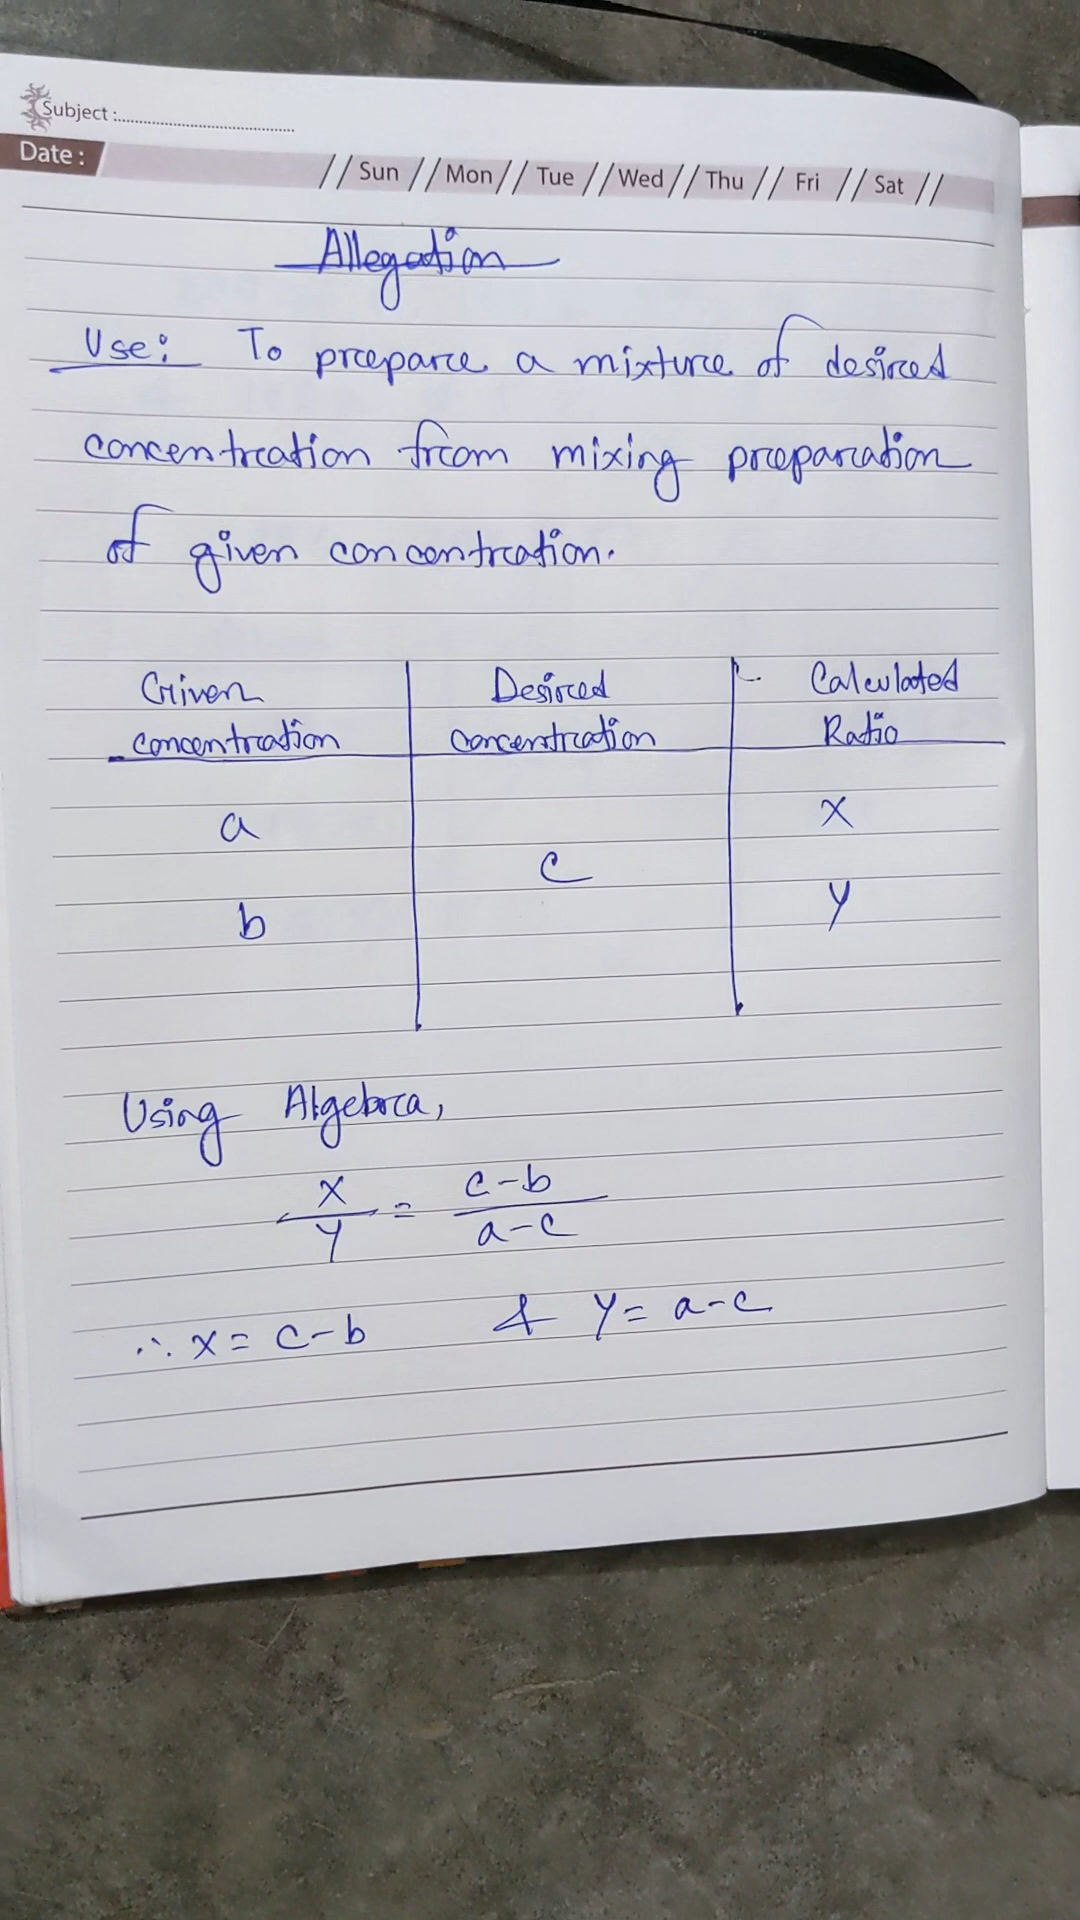 Subject :
Date :
// Sun // Mon // Tue // Wed // Thu // Fri // Sat //
Allegation
Use: To prepare a mixture of desired
concentration from mixing preparation
of given concentration.
Given Desired Calculated
concentration concentration Ratio
a x
c
b y
Using Algebra,
x/y = c-b/a-c
∴ x = c-b & y = a-c